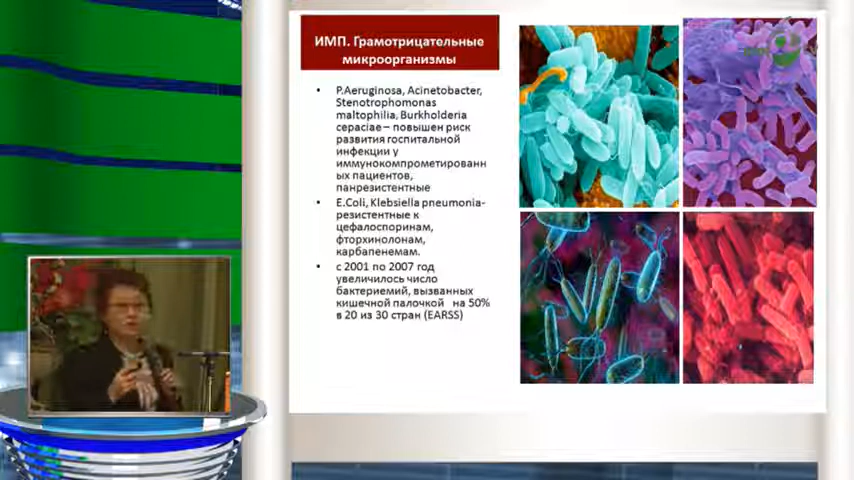 ИМП. Грамотрицательные
микроорганизмы
• P.Aeruginosa, Acinetobacter,
Stenotrophomonas
maltophilia, Burkholderia
cepaciae – повышен риск
развития госпитальной
инфекции у
иммунокомпрометированн
ых пациентов,
панрезистентные
• E.Coli, Klebsiella pneumonia-
резистентные к
цефалоспоринам,
фторхинолонам,
карбапенемам.
• с 2001 по 2007 год
увеличилось число
бактериемий, вызванных
кишечной палочкой на 50%
в 20 из 30 стран (EARSS)